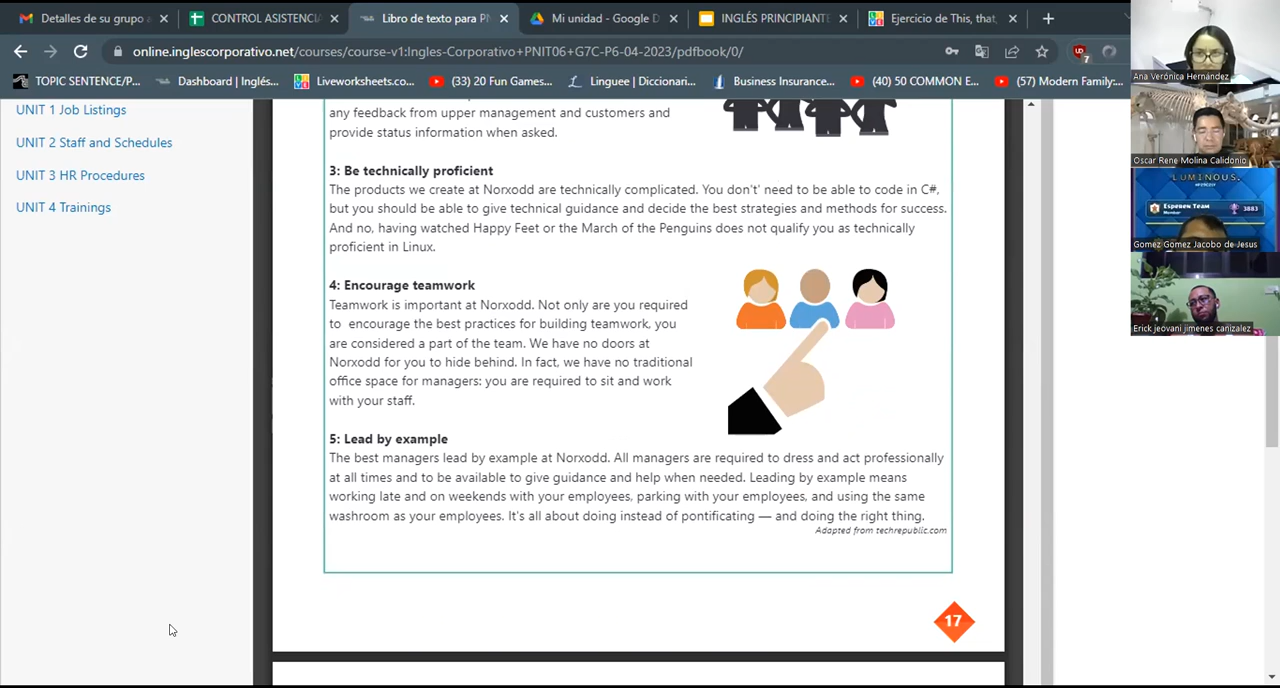 Detalles de su grupo a
CONTROL ASISTENCIA
Libro de texto para PN
Mi unidad - Google D
INGLÉS PRINCIPIANTE
Ejercicio de This, that,
online.inglescorporativo.net/courses/course-v1:Ingles-Corporativo+PNIT06+G7C-P6-04-2023/pdfbook/0/
7
TOPIC SENTENCE/P...
Dashboard | Inglés...
Liveworksheets.co...
(33) 20 Fun Games...
Linguee | Diccionari...
Business Insurance...
(40) 50 COMMON E...
(57) Modern Family:...
UNIT 1 Job Listings
UNIT 2 Staff and Schedules
UNIT 3 HR Procedures
UNIT 4 Trainings
any feedback from upper management and customers and
provide status information when asked.
3: Be technically proficient
The products we create at Norxodd are technically complicated. You don't' need to be able to code in C#,
but you should be able to give technical guidance and decide the best strategies and methods for success.
And no, having watched Happy Feet or the March of the Penguins does not qualify you as technically
proficient in Linux.
4: Encourage teamwork
Teamwork is important at Norxodd. Not only are you required
to encourage the best practices for building teamwork, you
are considered a part of the team. We have no doors at
Norxodd for you to hide behind. In fact, we have no traditional
office space for managers: you are required to sit and work
with your staff.
5: Lead by example
The best managers lead by example at Norxodd. All managers are required to dress and act professionally
at all times and to be available to give guidance and help when needed. Leading by example means
working late and on weekends with your employees, parking with your employees, and using the same
washroom as your employees. It's all about doing instead of pontificating — and doing the right thing.
Adapted from techrepublic.com
17
Ana Verónica Hernández
Oscar Rene Molina Calidonio
LUMINOUS.
Member
3883
Gomez Gomez Jacobo de Jesus
Erick jeovani jimenes canizalez